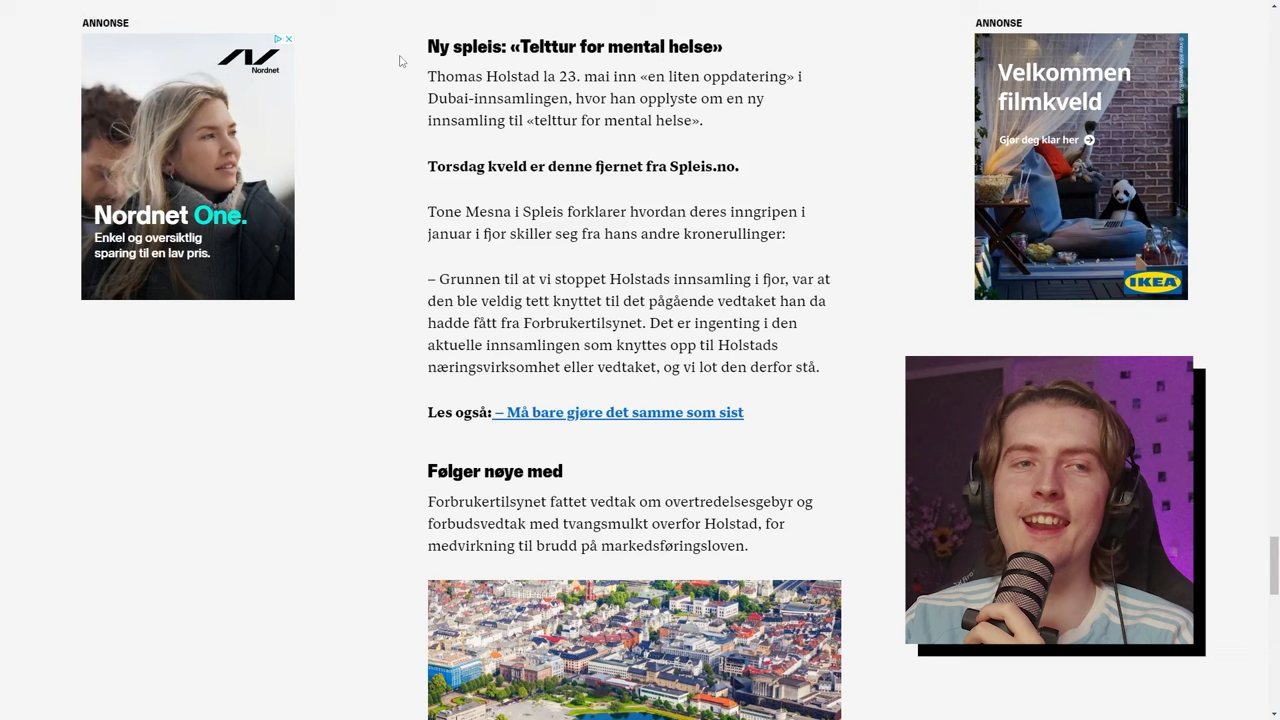 ANNONSE
Nordnet
Nordnet One.
Enkel og oversiktlig
sparing til en lav pris.
Ny spleis: «Telttur for mental helse»
Thomas Holstad la 23. mai inn «en liten oppdatering» i
Dubai-innsamlingen, hvor han opplyste om en ny
innsamling til «telttur for mental helse».
Torsdag kveld er denne fjernet fra Spleis.no.
Tone Mesna i Spleis forklarer hvordan deres inngripen i
januar i fjor skiller seg fra hans andre kronerullinger:
– Grunnen til at vi stoppet Holstads innsamling i fjor, var at
den ble veldig tett knyttet til det pågående vedtaket han da
hadde fått fra Forbrukertilsynet. Det er ingenting i den
aktuelle innsamlingen som knyttes opp til Holstads
næringsvirksomhet eller vedtaket, og vi lot den derfor stå.
Les også: – Må bare gjøre det samme som sist
Følger nøye med
Forbrukertilsynet fattet vedtak om overtredelsesgebyr og
forbudsvedtak med tvangsmulkt overfor Holstad, for
medvirkning til brudd på markedsføringsloven.
ANNONSE
Velkommen
filmkveld
Gjør deg klar her
IKEA